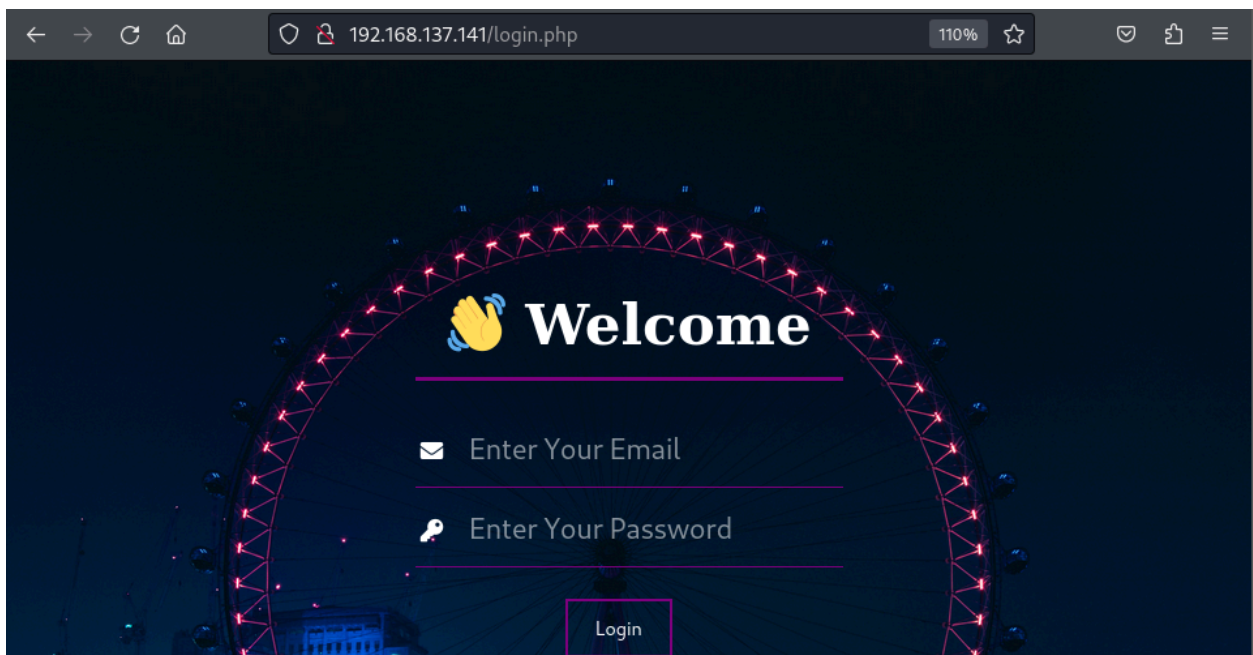 192.168.137.141/login.php
110%
👋 Welcome
Enter Your Email
Enter Your Password
Login